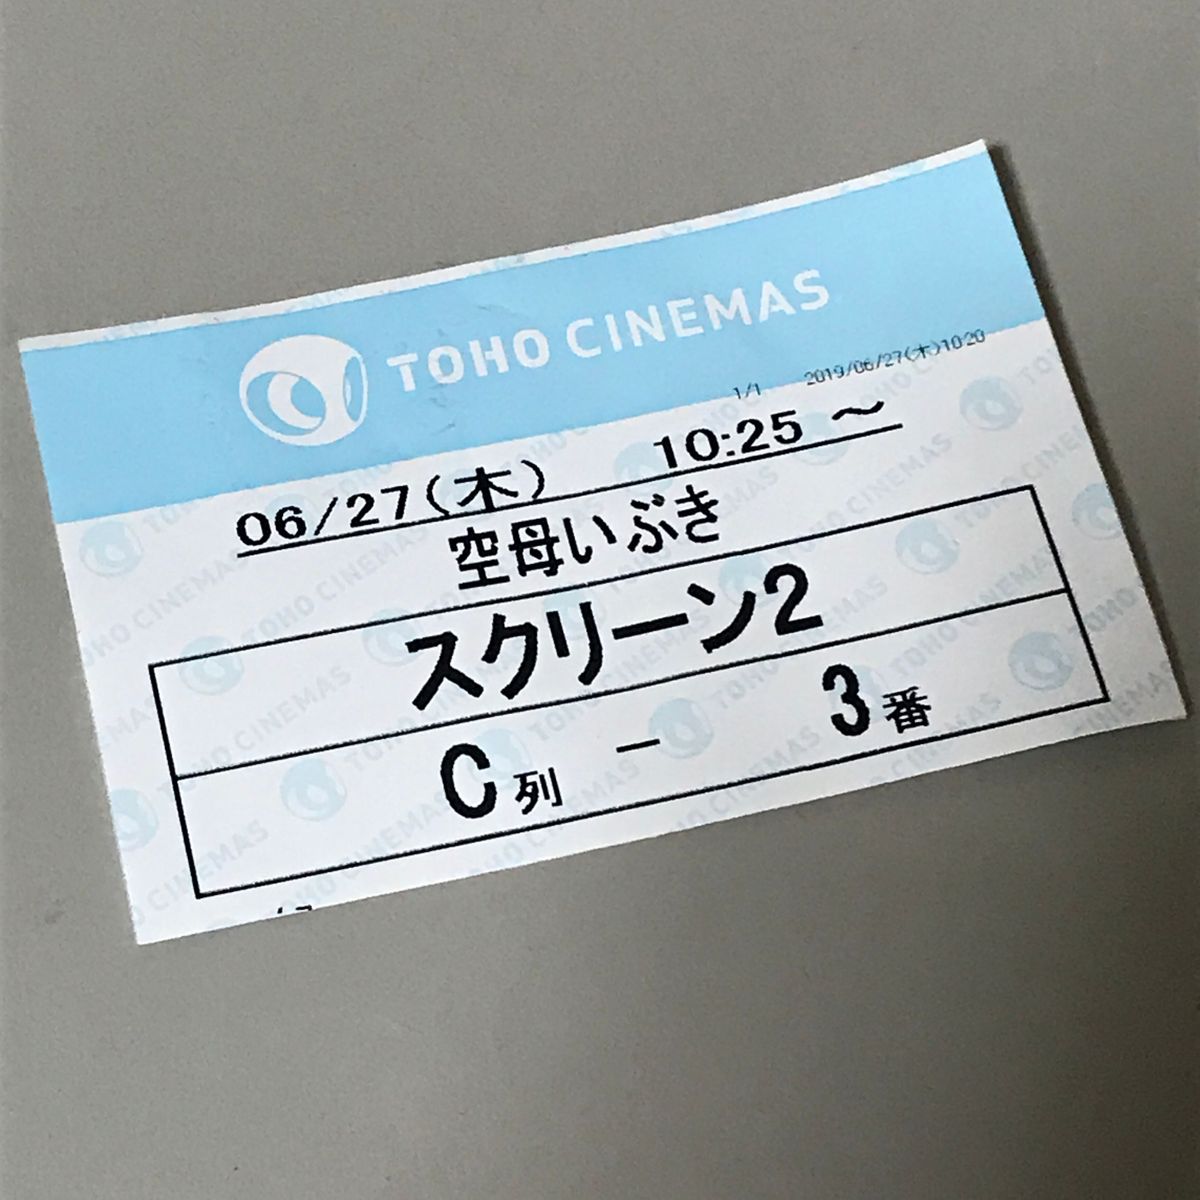 TOHO CINEMAS
1/1 2019/06/27(木)10:20
06/27(木) 10:25 ～
空母いぶき
スクリーン2
C列 － 3番